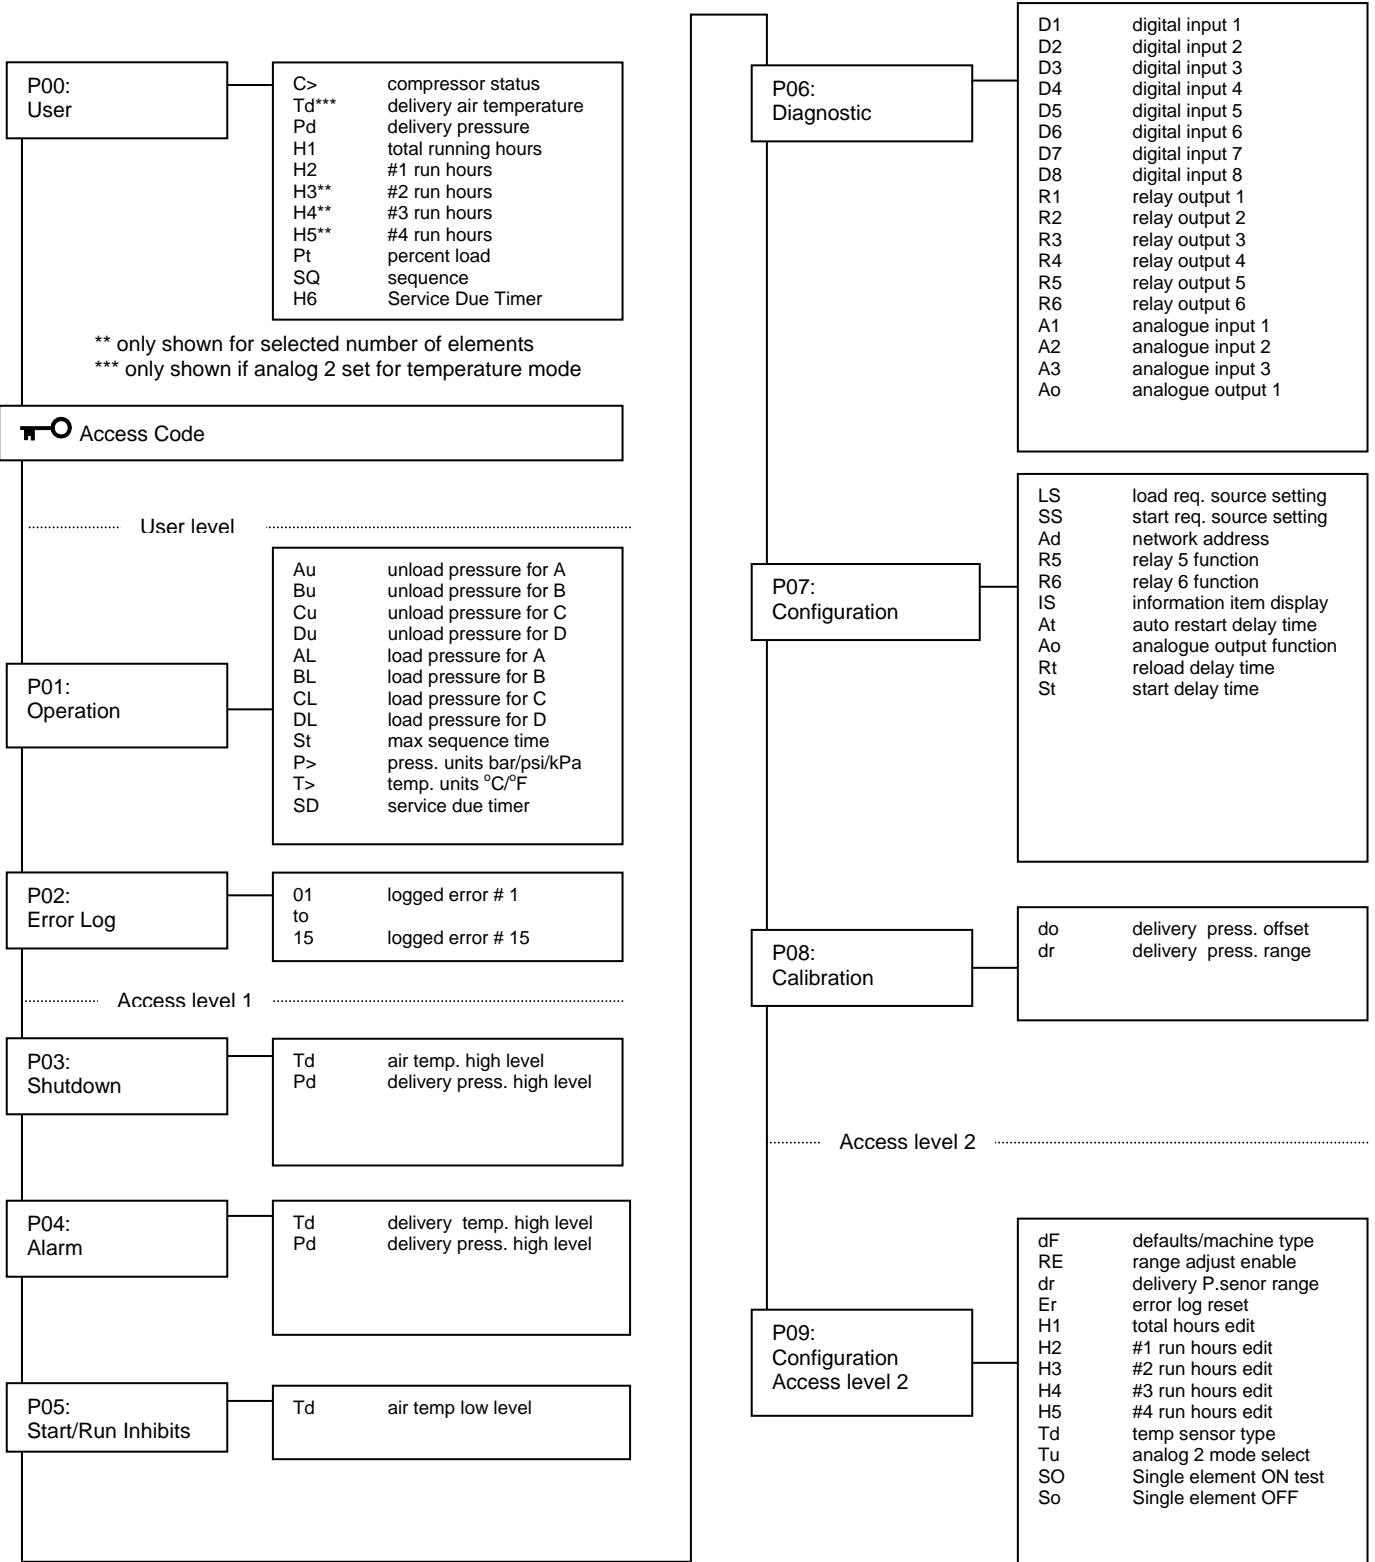 P00:
User
C> compressor status
Td*** delivery air temperature
Pd delivery pressure
H1 total running hours
H2 #1 run hours
H3** #2 run hours
H4** #3 run hours
H5** #4 run hours
Pt percent load
SQ sequence
H6 Service Due Timer
** only shown for selected number of elements
*** only shown if analog 2 set for temperature mode
Access Code
User level
P01:
Operation
Au unload pressure for A
Bu unload pressure for B
Cu unload pressure for C
Du unload pressure for D
AL load pressure for A
BL load pressure for B
CL load pressure for C
DL load pressure for D
St max sequence time
P> press. units bar/psi/kPa
T> temp. units °C/°F
SD service due timer
P02:
Error Log
01 logged error # 1
to
15 logged error # 15
Access level 1
P03:
Shutdown
Td air temp. high level
Pd delivery press. high level
P04:
Alarm
Td delivery temp. high level
Pd delivery press. high level
P05:
Start/Run Inhibits
Td air temp low level
P06:
Diagnostic
D1 digital input 1
D2 digital input 2
D3 digital input 3
D4 digital input 4
D5 digital input 5
D6 digital input 6
D7 digital input 7
D8 digital input 8
R1 relay output 1
R2 relay output 2
R3 relay output 3
R4 relay output 4
R5 relay output 5
R6 relay output 6
A1 analogue input 1
A2 analogue input 2
A3 analogue input 3
Ao analogue output 1
P07:
Configuration
LS load req. source setting
SS start req. source setting
Ad network address
R5 relay 5 function
R6 relay 6 function
IS information item display
At auto restart delay time
Ao analogue output function
Rt reload delay time
St start delay time
P08:
Calibration
do delivery press. offset
dr delivery press. range
Access level 2
P09:
Configuration
Access level 2
dF defaults/machine type
RE range adjust enable
dr delivery P.senor range
Er error log reset
H1 total hours edit
H2 #1 run hours edit
H3 #2 run hours edit
H4 #3 run hours edit
H5 #4 run hours edit
Td temp sensor type
Tu analog 2 mode select
SO Single element ON test
So Single element OFF